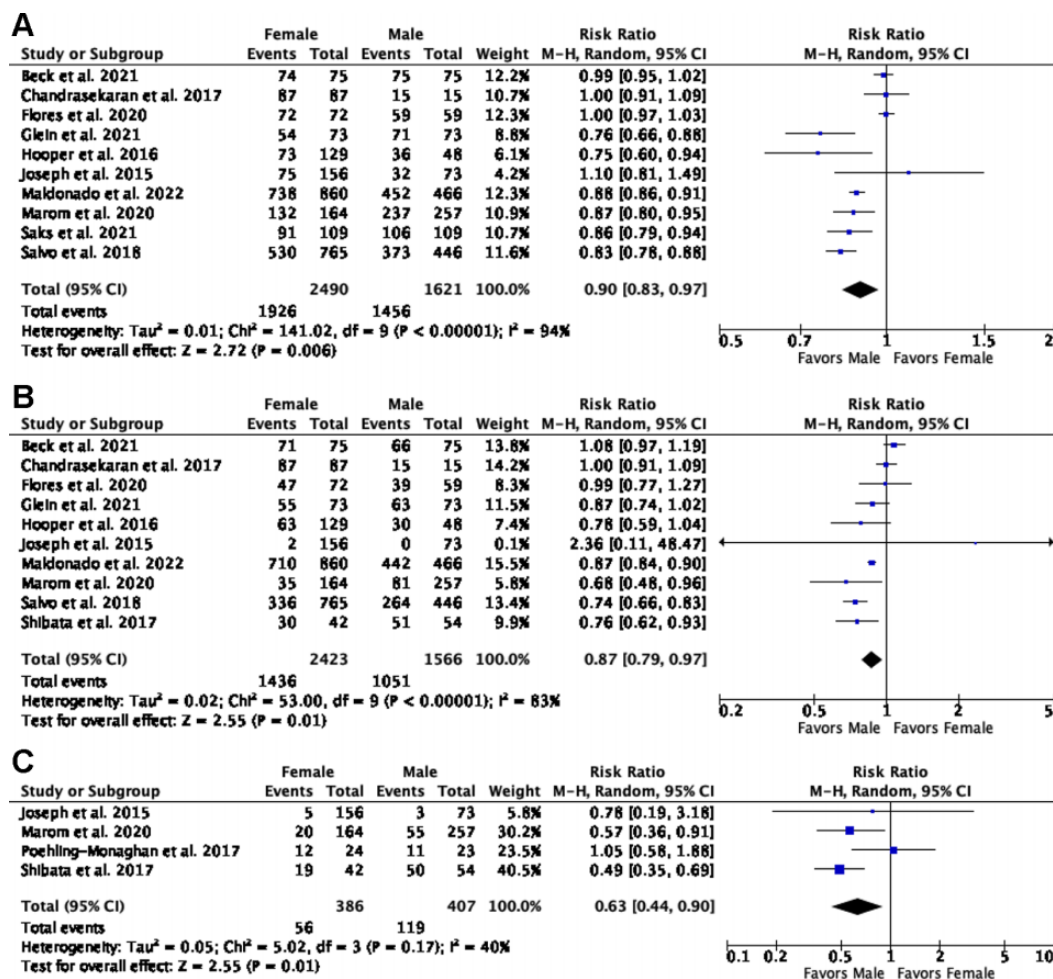 A
Female Male Risk Ratio Risk Ratio
Study or Subgroup Events Total Events Total Weight M-H, Random, 95% CI M-H, Random, 95% CI
Beck et al. 2021 74 75 75 75 12.2% 0.99 [0.95, 1.02]
Chandrasekaran et al. 2017 87 87 15 15 10.7% 1.00 [0.91, 1.09]
Flores et al. 2020 72 72 59 59 12.3% 1.00 [0.97, 1.03]
Glein et al. 2021 54 73 71 73 8.8% 0.76 [0.66, 0.88]
Hooper et al. 2016 73 129 36 48 6.1% 0.75 [0.60, 0.94]
Joseph et al. 2015 75 156 32 73 4.2% 1.10 [0.81, 1.49]
Maldonado et al. 2022 738 860 452 466 12.3% 0.88 [0.86, 0.91]
Marom et al. 2020 132 164 237 257 10.9% 0.87 [0.80, 0.95]
Saks et al. 2021 91 109 106 109 10.7% 0.86 [0.79, 0.94]
Salvo et al. 2018 530 765 373 446 11.6% 0.83 [0.78, 0.88]
Total (95% CI) 2490 1621 100.0% 0.90 [0.83, 0.97]
Total events 1926 1456
Heterogeneity: Tau² = 0.01; Chi² = 141.02, df = 9 (P < 0.00001); I² = 94%
Test for overall effect: Z = 2.72 (P = 0.006)
0.5 0.7 1 1.5 2
Favors Male Favors Female
B
Female Male Risk Ratio Risk Ratio
Study or Subgroup Events Total Events Total Weight M-H, Random, 95% CI M-H, Random, 95% CI
Beck et al. 2021 71 75 66 75 13.8% 1.08 [0.97, 1.19]
Chandrasekaran et al. 2017 87 87 15 15 14.2% 1.00 [0.91, 1.09]
Flores et al. 2020 47 72 39 59 8.3% 0.99 [0.77, 1.27]
Glein et al. 2021 55 73 63 73 11.5% 0.87 [0.74, 1.02]
Hooper et al. 2016 63 129 30 48 7.4% 0.78 [0.59, 1.04]
Joseph et al. 2015 2 156 0 73 0.1% 2.36 [0.11, 48.47]
Maldonado et al. 2022 710 860 442 466 15.5% 0.87 [0.84, 0.90]
Marom et al. 2020 35 164 81 257 5.8% 0.68 [0.48, 0.96]
Salvo et al. 2018 336 765 264 446 13.4% 0.74 [0.66, 0.83]
Shibata et al. 2017 30 42 51 54 9.9% 0.76 [0.62, 0.93]
Total (95% CI) 2423 1566 100.0% 0.87 [0.79, 0.97]
Total events 1436 1051
Heterogeneity: Tau² = 0.02; Chi² = 53.00, df = 9 (P < 0.00001); I² = 83%
Test for overall effect: Z = 2.55 (P = 0.01)
0.2 0.5 1 2 5
Favors Male Favors Female
C
Female Male Risk Ratio Risk Ratio
Study or Subgroup Events Total Events Total Weight M-H, Random, 95% CI M-H, Random, 95% CI
Joseph et al. 2015 5 156 3 73 5.8% 0.78 [0.19, 3.18]
Marom et al. 2020 20 164 55 257 30.2% 0.57 [0.36, 0.91]
Poehling-Monaghan et al. 2017 12 24 11 23 23.5% 1.05 [0.58, 1.88]
Shibata et al. 2017 19 42 50 54 40.5% 0.49 [0.35, 0.69]
Total (95% CI) 386 407 100.0% 0.63 [0.44, 0.90]
Total events 56 119
Heterogeneity: Tau² = 0.05; Chi² = 5.02, df = 3 (P = 0.17); I² = 40%
Test for overall effect: Z = 2.55 (P = 0.01)
0.1 0.2 0.5 1 2 5 10
Favors Male Favors Female